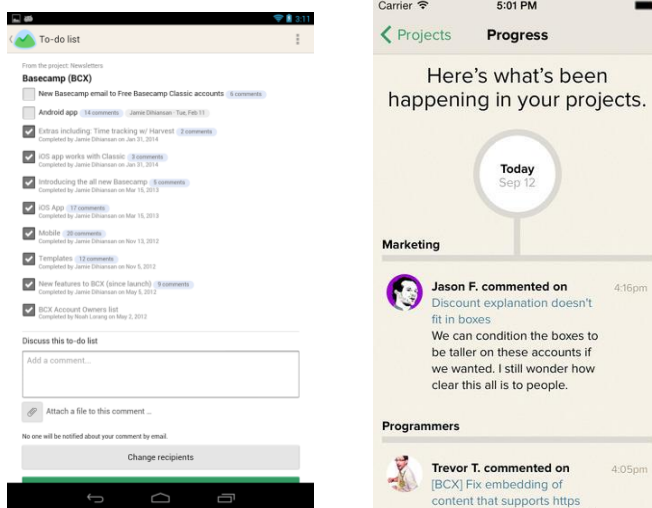 3:11
To-do list
From the project: Newsletters
Basecamp (BCX)
New Basecamp email to Free Basecamp Classic accounts 6 comments
Android app 14 comments Jamie Dihiansan · Tue, Feb 11
Extras including: Time tracking w/ Harvest 2 comments
Completed by Jamie Dihiansan on Jan 31, 2014
iOS app works with Classic 3 comments
Completed by Jamie Dihiansan on Jan 31, 2014
Introducing the all new Basecamp 5 comments
Completed by Jamie Dihiansan on Mar 15, 2013
iOS App 17 comments
Completed by Jamie Dihiansan on Mar 15, 2013
Mobile 20 comments
Completed by Jamie Dihiansan on Nov 13, 2012
Templates 12 comments
Completed by Jamie Dihiansan on Nov 5, 2012
New features to BCX (since launch) 9 comments
Completed by Jamie Dihiansan on May 5, 2012
BCX Account Owners list
Completed by Noah Lorang on May 2, 2012
Discuss this to-do list
Add a comment...
Attach a file to this comment ...
No one will be notified about your comment by email.
Change recipients
Carrier 5:01 PM
Projects Progress
Here's what's been
happening in your projects.
Today
Sep 12
Marketing
Jason F. commented on 4:16pm
Discount explanation doesn't
fit in boxes
We can condition the boxes to
be taller on these accounts if
we wanted. I still wonder how
clear this all is to people.
Programmers
Trevor T. commented on 4:05pm
[BCX] Fix embedding of
content that supports https